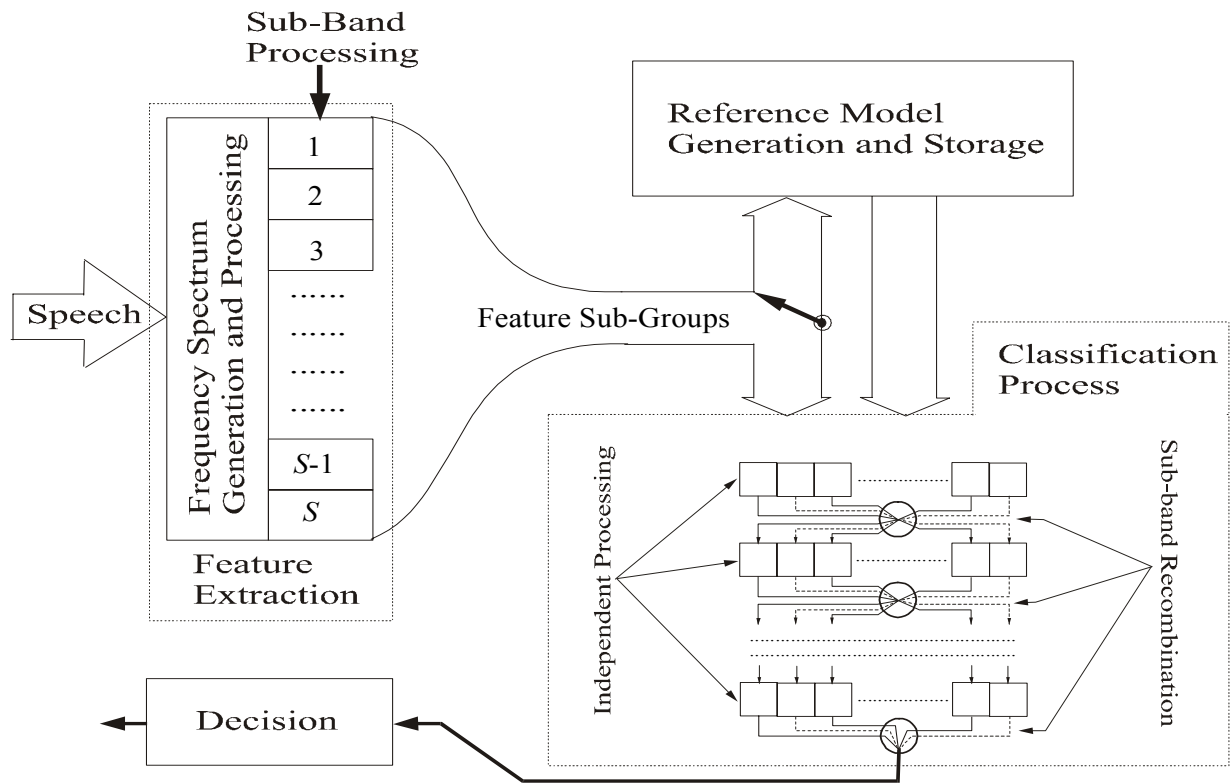 Sub-Band
Processing
Speech
Frequency Spectrum
Generation and Processing
1
2
3
......
......
......
......
S-1
S
Feature
Extraction
Feature Sub-Groups
Reference Model
Generation and Storage
Classification
Process
Independent Processing
Sub-band Recombination
Decision